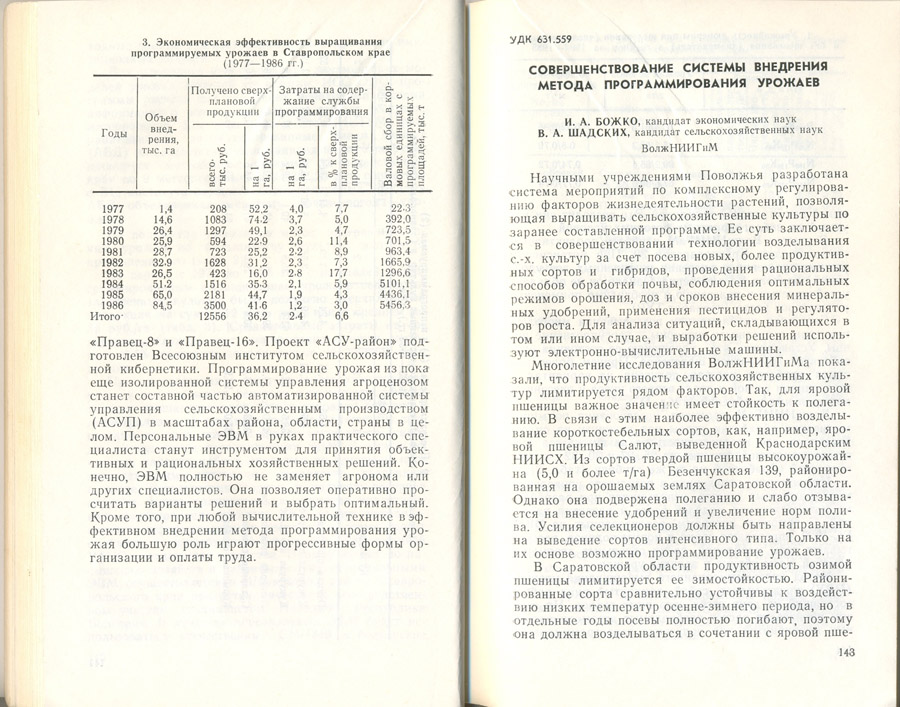 3. Экономическая эффективность выращивания
программируемых урожаев в Ставропольском крае
(1977—1986 гг.)
Годы
Объем
внед-
рения,
тыс. га
Получено сверх-
плановой
продукции
всего,
тыс. руб.
на 1
га, руб.
Затраты на содер-
жание службы
программирования
на 1
га, руб.
в % к сверх-
плановой
продукции
Валовой сбор в кор-
мовых единицах с
программируемых
площадей, тыс. т
1977 1,4 208 52,2 4,0 7,7 22.3
1978 14,6 1083 74.2 3,7 5,0 392,0
1979 26,4 1297 49,1 2,3 4,7 723,5
1980 25,9 594 22.9 2,6 11,4 701,5
1981 28,7 723 25,2 2.2 8,9 963,4
1982 32.9 1628 31,2 2,3 7,3 1665,9
1983 26,5 423 16,0 2.8 17,7 1296,6
1984 51.2 1516 35.3 2,1 5,9 5101,1
1985 65,0 2181 44,7 1,9 4,3 4436,1
1986 84,5 3500 41.6 1,2 3,0 5456.3
Итого 12556 36,2 2.4 6,6
«Правец-8» и «Правец-16». Проект «АСУ-район» под-
готовлен Всесоюзным институтом сельскохозяйствен-
ной кибернетики. Программирование урожая из пока
еще изолированной системы управления агроценозом
станет составной частью автоматизированной системы
управления сельскохозяйственным производством
(АСУП) в масштабах района, области, страны в це-
лом. Персональные ЭВМ в руках практического спе-
циалиста станут инструментом для принятия объек-
тивных и рациональных хозяйственных решений. Ко-
нечно, ЭВМ полностью не заменяет агронома или
других специалистов. Она позволяет оперативно про-
считать варианты решений и выбрать оптимальный.
Кроме того, при любой вычислительной технике в эф-
фективном внедрении метода программирования уро-
жая большую роль играют прогрессивные формы ор-
ганизации и оплаты труда.
УДК 631.559
СОВЕРШЕНСТВОВАНИЕ СИСТЕМЫ ВНЕДРЕНИЯ
МЕТОДА ПРОГРАММИРОВАНИЯ УРОЖАЕВ
И. А. БОЖКО, кандидат экономических наук
В. А. ШАДСКИХ, кандидат сельскохозяйственных наук
ВолжНИИГиМ
Научными учреждениями Поволжья разработана
система мероприятий по комплексному регулирова-
нию факторов жизнедеятельности растений, позволя-
ющая выращивать сельскохозяйственные культуры по
заранее составленной программе. Ее суть заключает-
ся в совершенствовании технологии возделывания
с.-х. культур за счет посева новых, более продуктив-
ных сортов и гибридов, проведения рациональных
способов обработки почвы, соблюдения оптимальных
режимов орошения, доз и сроков внесения минераль-
ных удобрений, применения пестицидов и регулято-
ров роста. Для анализа ситуаций, складывающихся в
том или ином случае, и выработки решений исполь-
зуют электронно-вычислительные машины.
Многолетние исследования ВолжНИИГиМа пока-
зали, что продуктивность сельскохозяйственных куль-
тур лимитируется рядом факторов. Так, для яровой
пшеницы важное значение имеет стойкость к полега-
нию. В связи с этим наиболее эффективно возделы-
вание короткостебельных сортов, как, например, яро-
вой пшеницы Салют, выведенной Краснодарским
НИИСХ. Из сортов твердой пшеницы высокоурожай-
на (5,0 и более т/га) Безенчукская 139, райониро-
ванная на орошаемых землях Саратовской области.
Однако она подвержена полеганию и слабо отзыва-
ется на внесение удобрений и увеличение норм поли-
ва. Усилия селекционеров должны быть направлены
на выведение сортов интенсивного типа. Только на
их основе возможно программирование урожаев.
В Саратовской области продуктивность озимой
пшеницы лимитируется ее зимостойкостью. Райони-
рованные сорта сравнительно устойчивы к воздейст-
вию низких температур осенне-зимнего периода, но в
отдельные годы посевы полностью погибают, поэтому
она должна возделываться в сочетании с яровой пше-
143